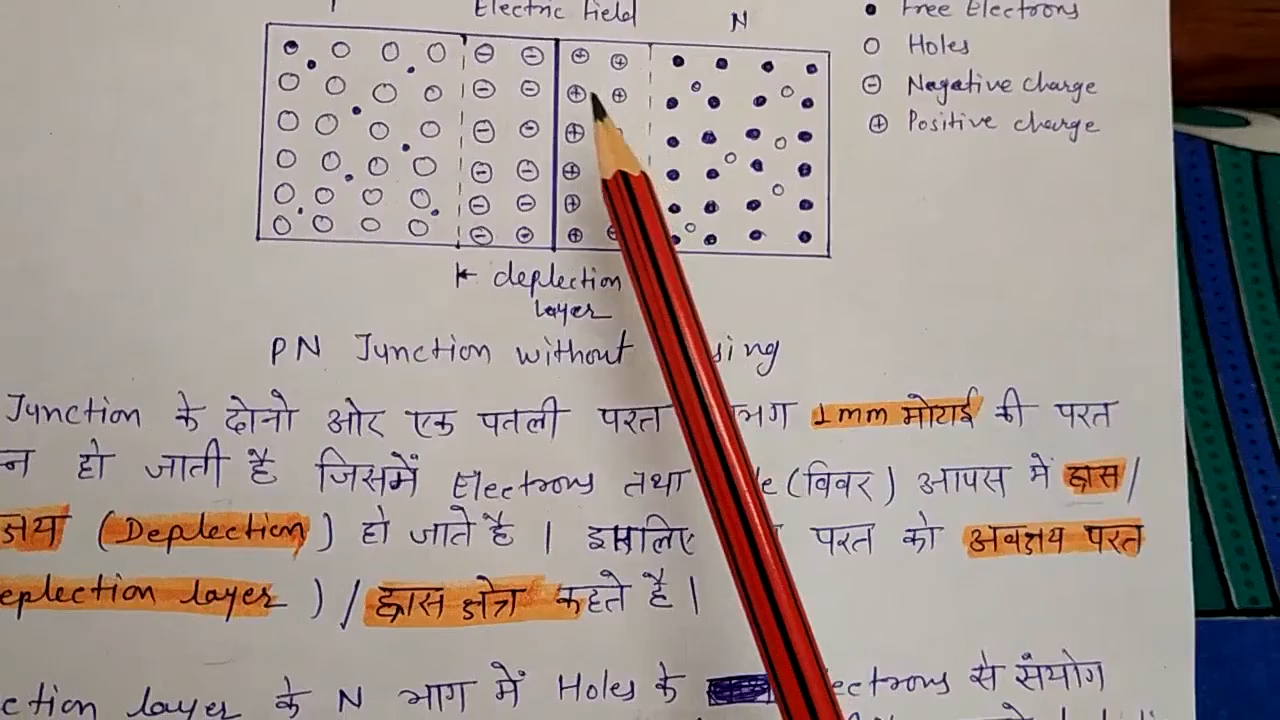 Electric Field
N
Free Electrons
Holes
Negative charge
Positive charge
deplection
layer
PN Junction without
Junction के दोनो ओर एक पतली परत 1mm मोटाई की परत
हो जाती है जिसमें Electrons तथा (विवर) आपस में ह्रास/
(Deplection) हो जाते है । इसलिए परत को अवक्षय परत
eplection layer) / ह्रास क्षेत्र कहते है ।
ction layer के N भाग में Holes के ectrons से संयोग